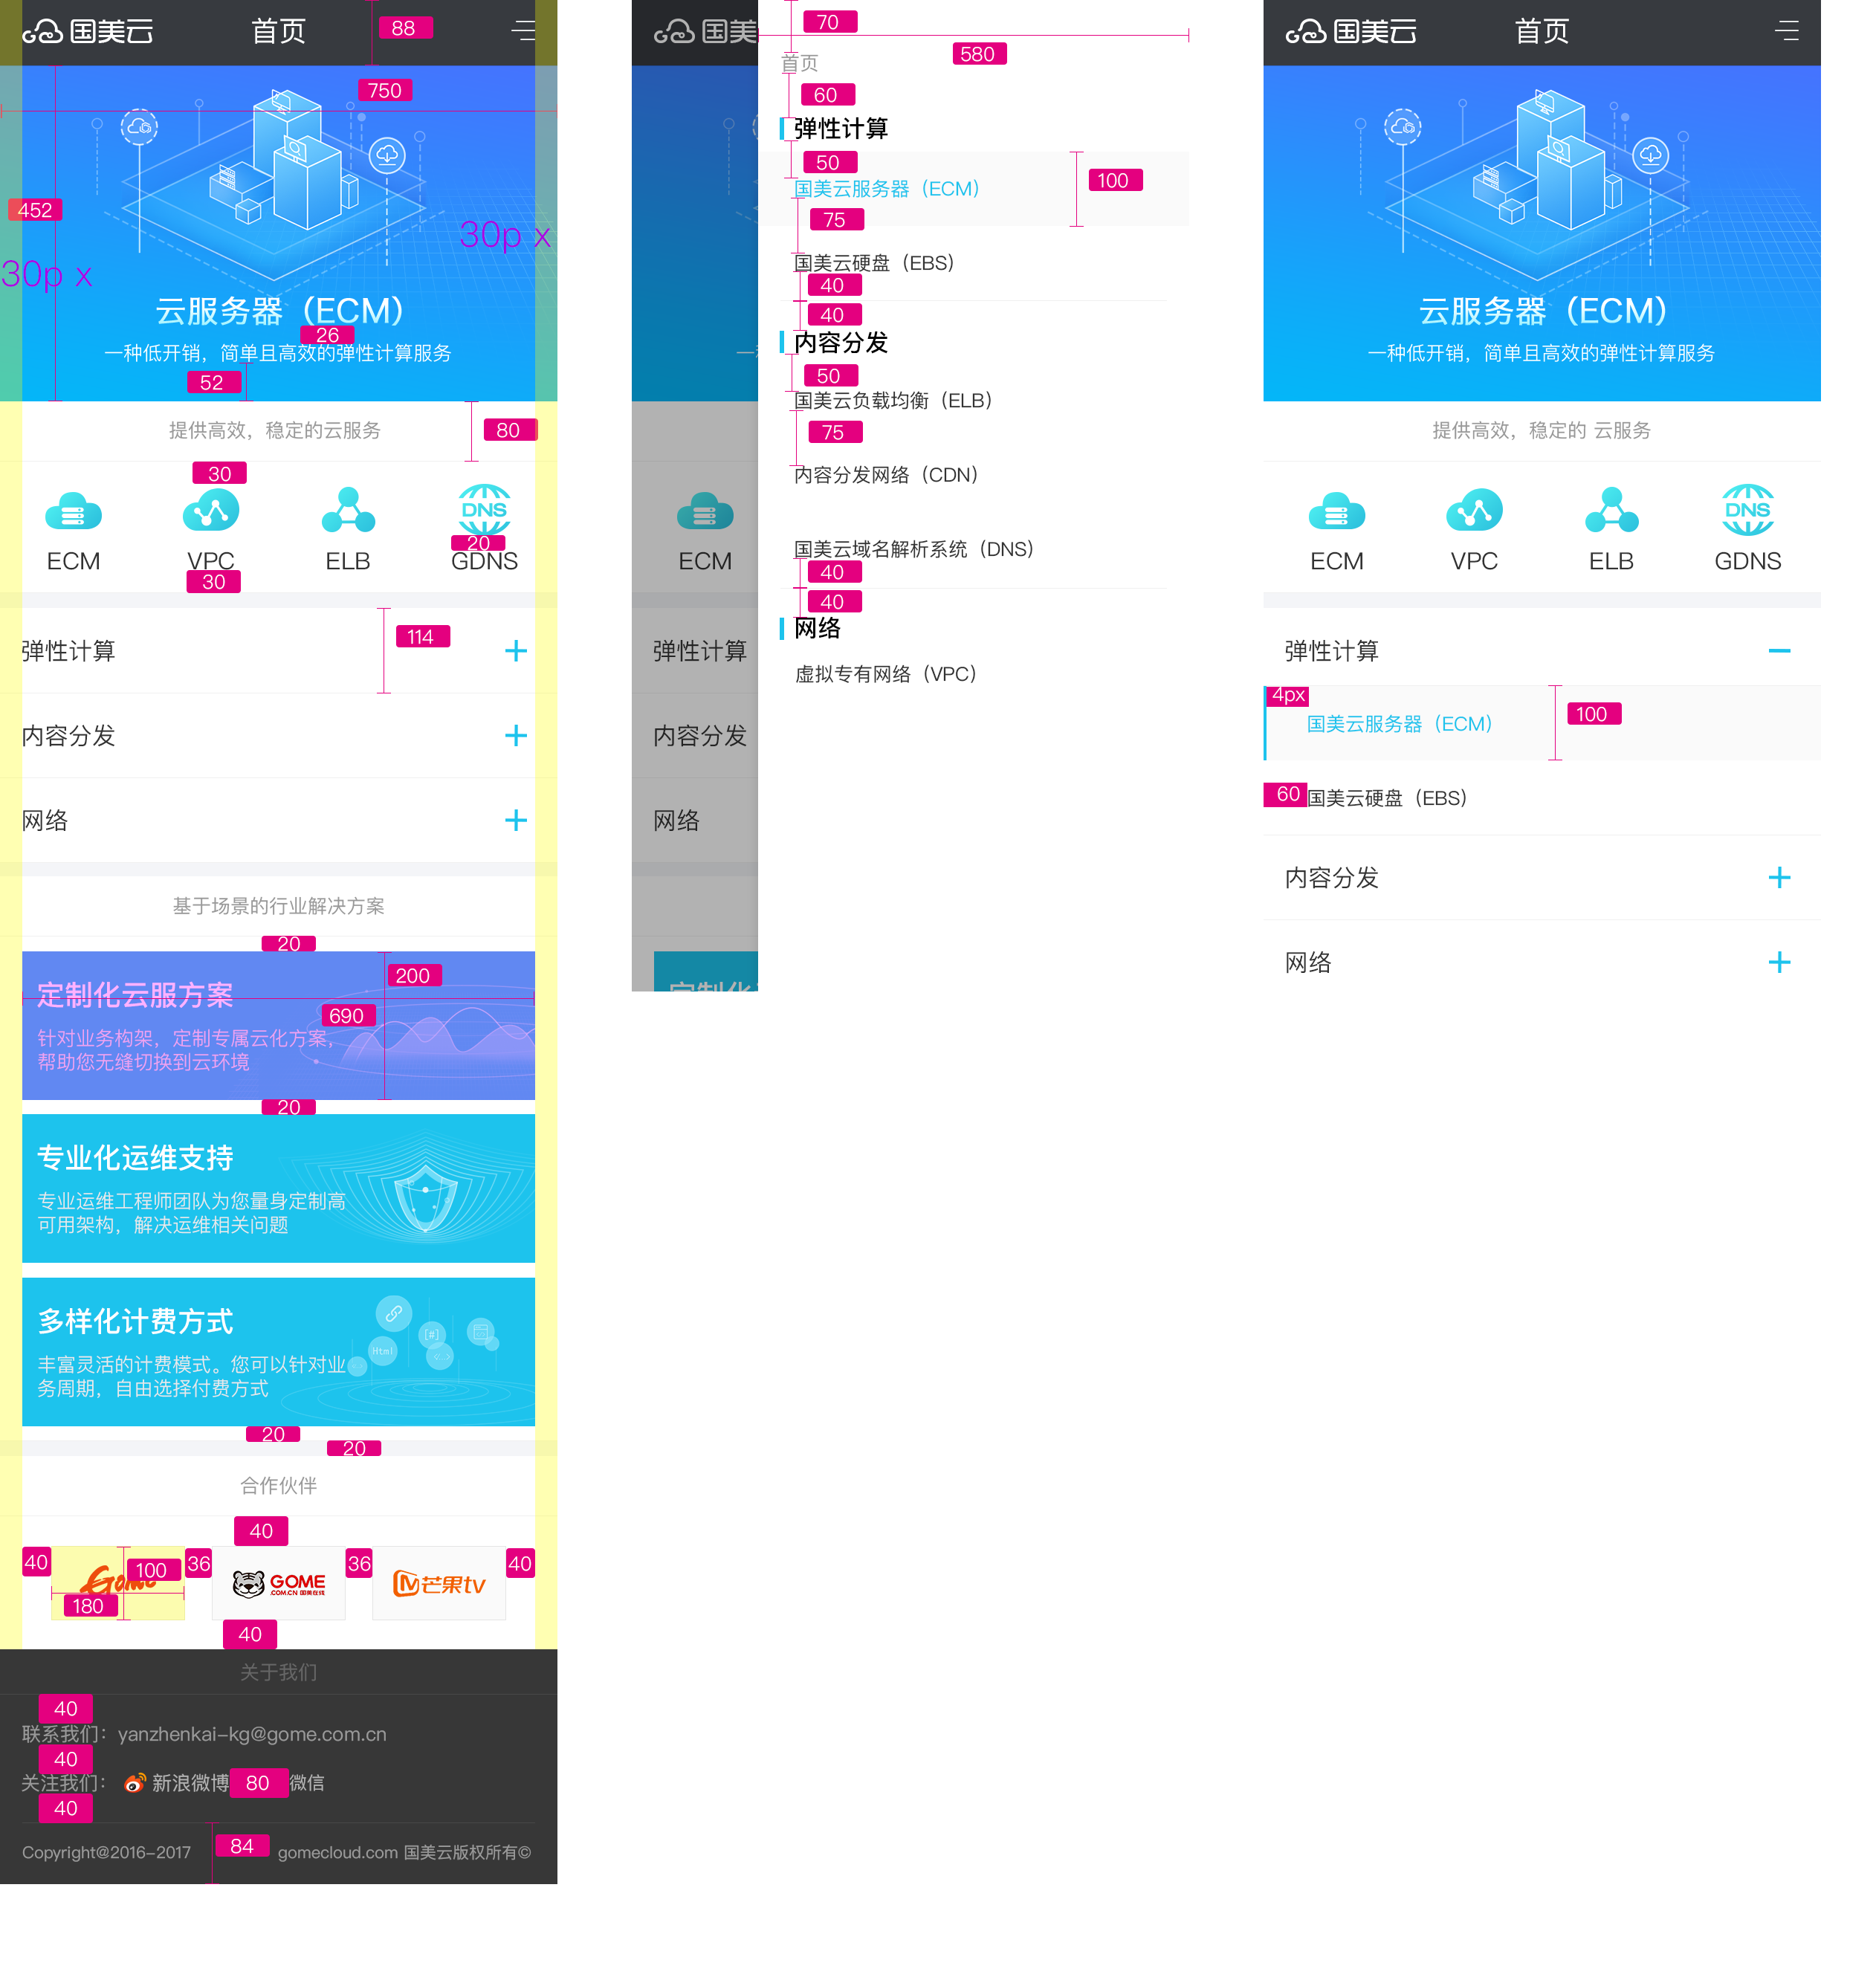 国美云
首页
88
750
452
30p x
30p x
云服务器（ECM）
26
一种低开销，简单且高效的弹性计算服务
52
提供高效，稳定的云服务
80
30
DNS
20
ECM
VPC
ELB
GDNS
30
弹性计算
114
内容分发
网络
基于场景的行业解决方案
20
定制化云服方案
200
690
针对业务构架，定制专属云化方案，
帮助您无缝切换到云环境
20
专业化运维支持
专业运维工程师团队为您量身定制高
可用架构，解决运维相关问题
多样化计费方式
[#]
Html
丰富灵活的计费模式。您可以针对业
务周期，自由选择付费方式
20
20
合作伙伴
40
40
Gome
100
180
36
GOME
.COM.CN 国美在线
36
芒果tv
40
40
关于我们
40
联系我们：yanzhenkai-kg@gome.com.cn
40
关注我们：
新浪微博
80
微信
40
84
Copyright@2016-2017
gomecloud.com 国美云版权所有©
国美
一
ECM
弹性计算
内容分发
网络
定制化
70
580
首页
60
弹性计算
50
国美云服务器（ECM）
100
75
国美云硬盘（EBS）
40
40
内容分发
50
国美云负载均衡（ELB）
75
内容分发网络（CDN）
国美云域名解析系统（DNS）
40
40
网络
虚拟专有网络（VPC）
国美云
首页
云服务器（ECM）
一种低开销，简单且高效的弹性计算服务
提供高效，稳定的 云服务
DNS
ECM
VPC
ELB
GDNS
弹性计算
4px
国美云服务器（ECM）
100
60
国美云硬盘（EBS）
内容分发
网络